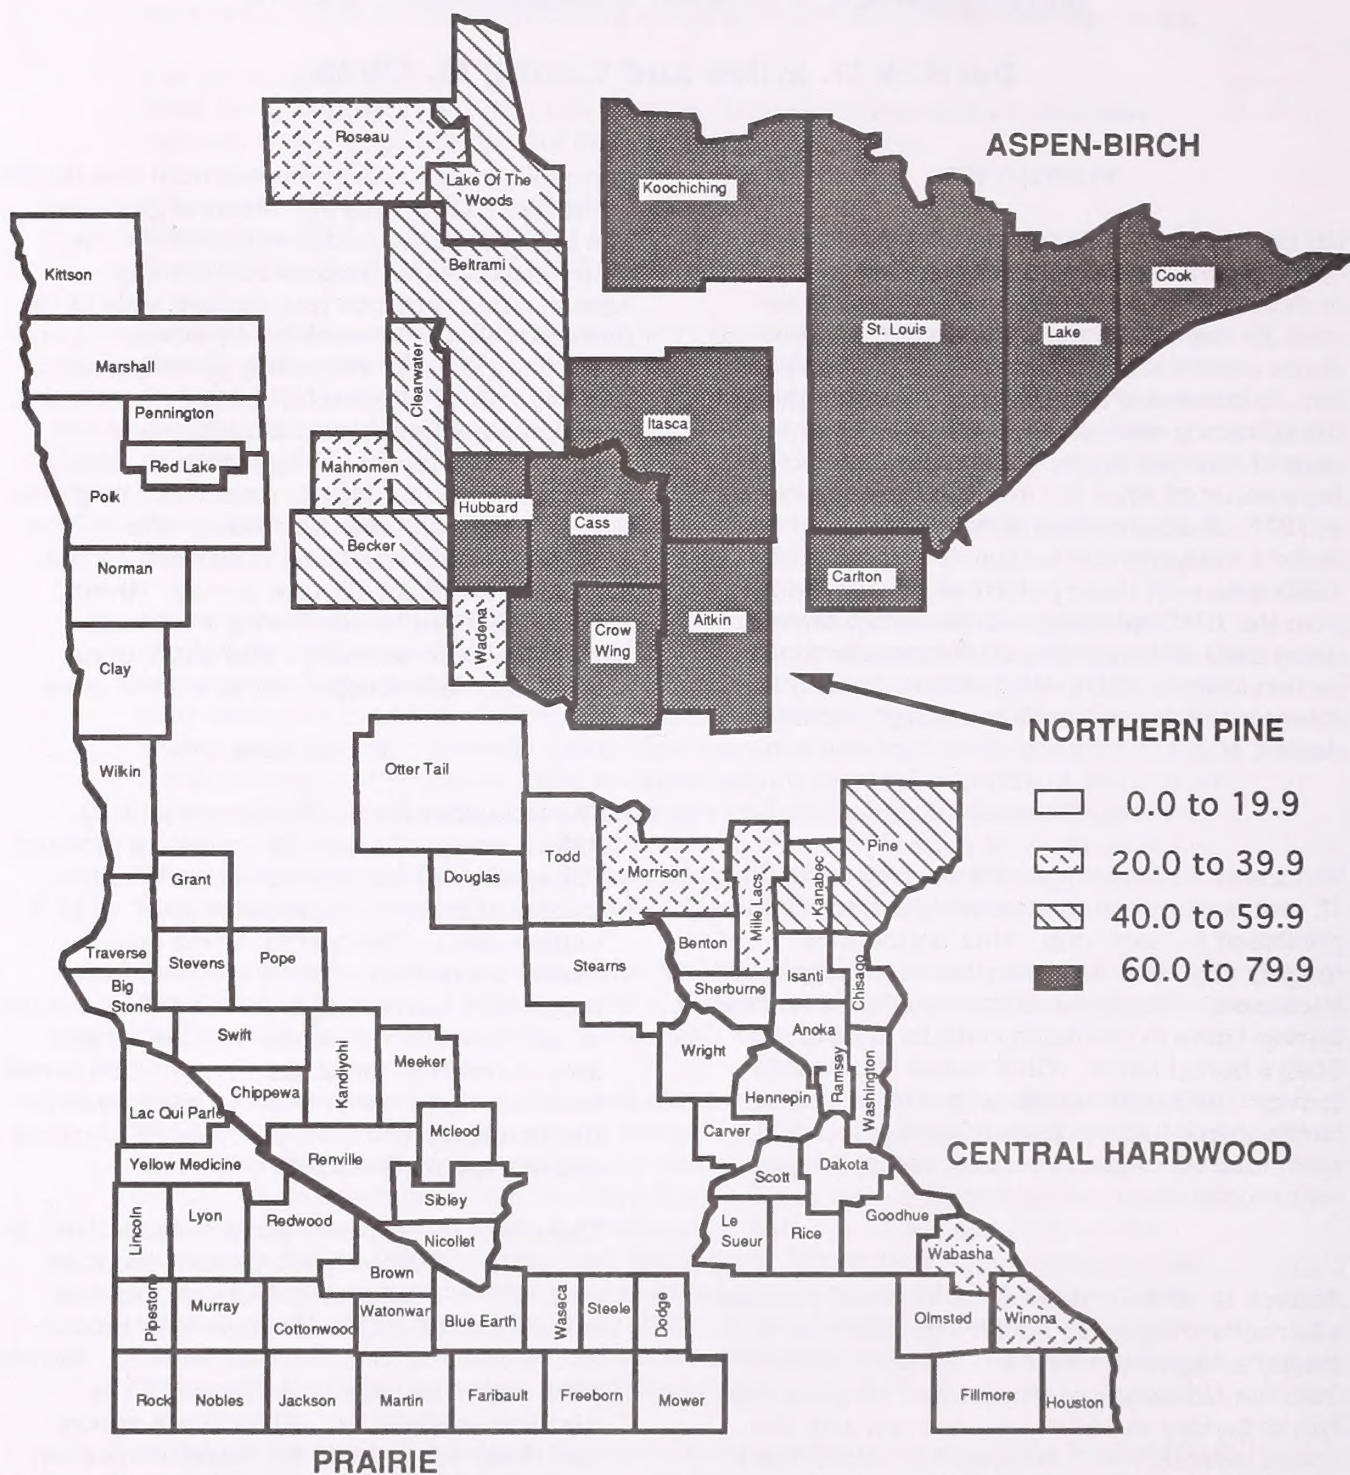 Roseau
ASPEN-BIRCH
Lake Of The
Woods
Koochiching
Kittson
Beltrami
Cook
St. Louis
Lake
Marshall
Clearwater
Pennington
Itasca
Red Lake
Mahnomen
Polk
Hubbard
Cass
Becker
Norman
Carlton
Wadena
Crow
Wing
Aitkin
Clay
NORTHERN PINE
Wilkin
Otter Tail
0.0 to 19.9
20.0 to 39.9
40.0 to 59.9
60.0 to 79.9
Todd
Morrison
Mille Lacs
Kanabec
Pine
Grant
Douglas
Traverse
Stevens
Pope
Stearns
Benton
Isanti
Chisago
Big
Stone
Sherburne
Swift
Kandiyohi
Meeker
Wright
Anoka
Ramsey
Washington
Chippewa
Lac Qui Parle
Hennepin
Mcleod
Carver
Yellow Medicine
Renville
Dakota
CENTRAL HARDWOOD
Scott
Sibley
Lincoln
Lyon
Redwood
Nicollet
Le
Sueur
Rice
Goodhue
Wabasha
Brown
Pipestone
Murray
Cottonwood
Watonwan
Blue Earth
Waseca
Steele
Dodge
Olmsted
Winona
Rock
Nobles
Jackson
Martin
Faribault
Freeborn
Mower
Fillmore
Houston
PRAIRIE